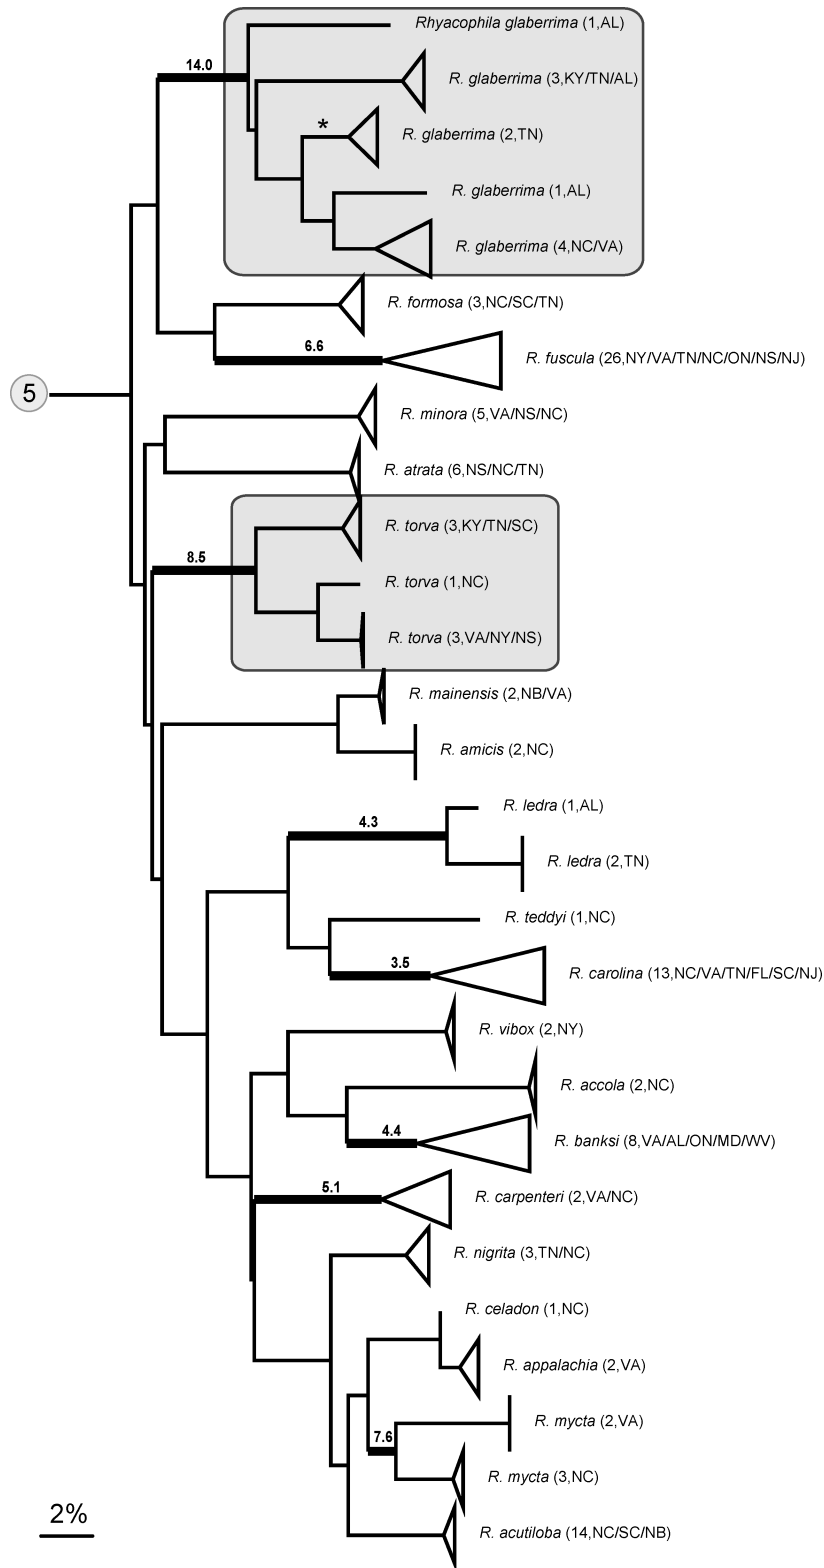 Rhyacophila glaberrima (1,AL)
14.0
R. glaberrima (3,KY/TN/AL)
*
R. glaberrima (2,TN)
R. glaberrima (1,AL)
R. glaberrima (4,NC/VA)
R. formosa (3,NC/SC/TN)
6.6
R. fuscula (26,NY/VA/TN/NC/ON/NS/NJ)
5
R. minora (5,VA/NS/NC)
R. atrata (6,NS/NC/TN)
R. torva (3,KY/TN/SC)
8.5
R. torva (1,NC)
R. torva (3,VA/NY/NS)
R. mainensis (2,NB/VA)
R. amicis (2,NC)
R. ledra (1,AL)
4.3
R. ledra (2,TN)
R. teddyi (1,NC)
3.5
R. carolina (13,NC/VA/TN/FL/SC/NJ)
R. vibox (2,NY)
R. accola (2,NC)
4.4
R. banksi (8,VA/AL/ON/MD/WV)
5.1
R. carpenteri (2,VA/NC)
R. nigrita (3,TN/NC)
R. celadon (1,NC)
R. appalachia (2,VA)
R. mycta (2,VA)
7.6
R. mycta (3,NC)
2%
R. acutiloba (14,NC/SC/NB)